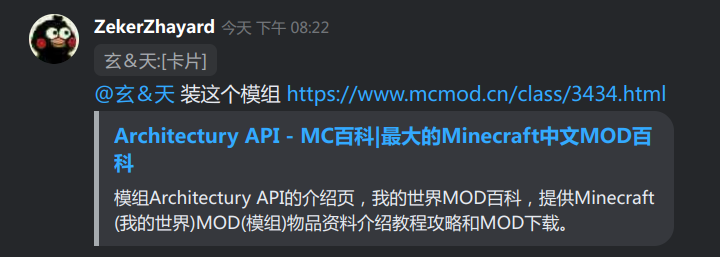 ZekerZhayard 今天 下午 08:22
玄＆天:[卡片]
@玄＆天 装这个模组 https://www.mcmod.cn/class/3434.html
Architectury API - MC百科|最大的Minecraft中文MOD百
科
模组Architectury API的介绍页，我的世界MOD百科，提供Minecraft
(我的世界)MOD(模组)物品资料介绍教程攻略和MOD下载。